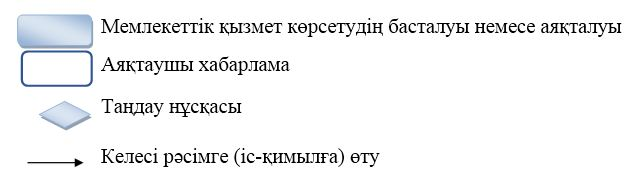 Мемлекеттік қызмет көрсетудің басталуы немесе аяқталуы
Аяқтаушы хабарлама
Таңдау нұсқасы
Келесі рәсімге (іс-қимылға) өту